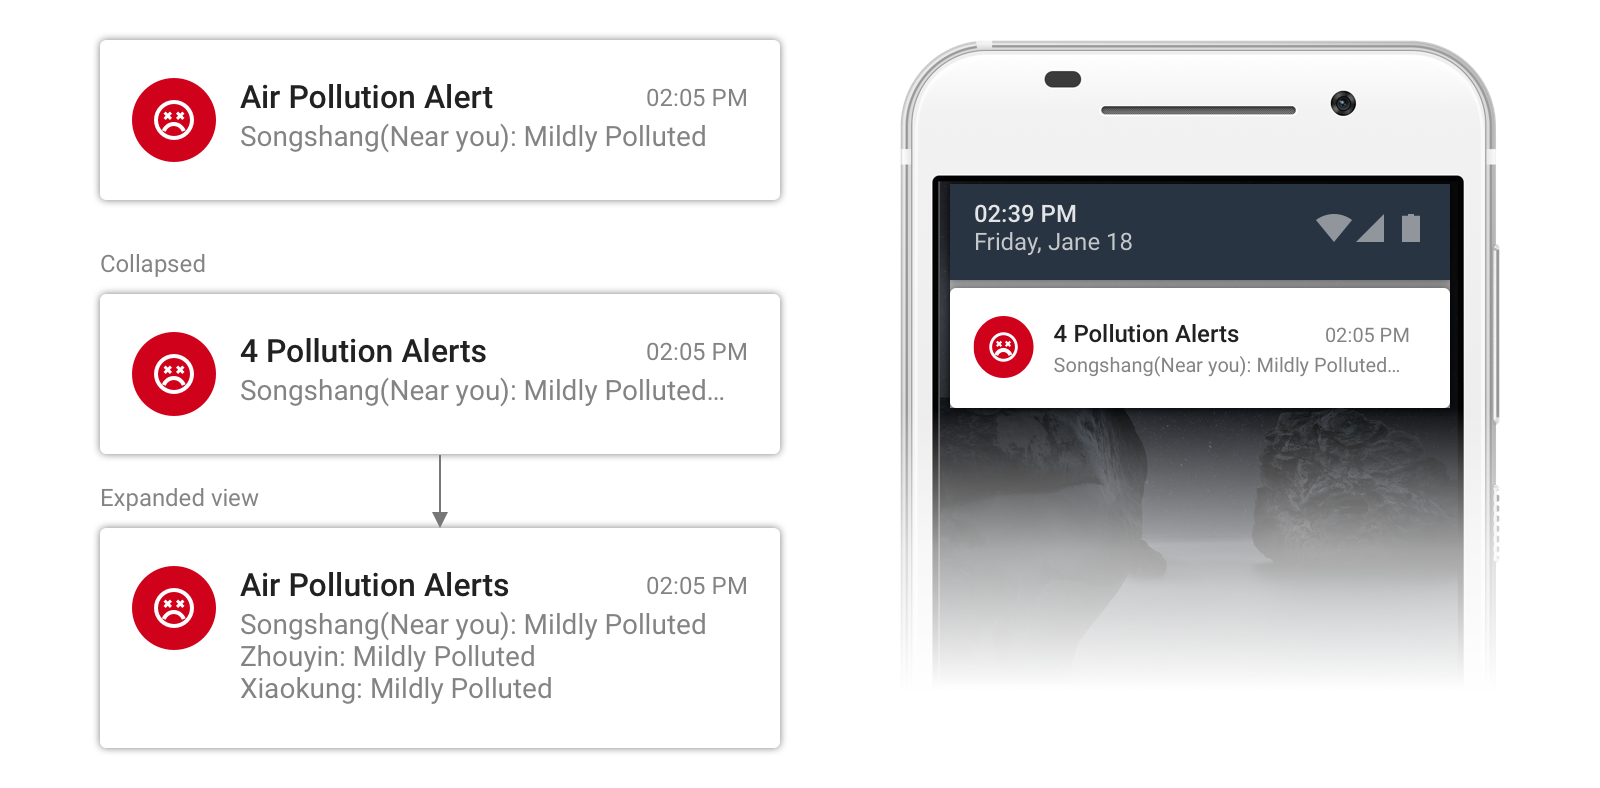 Air Pollution Alert
02:05 PM
Songshang(Near you): Mildly Polluted
Collapsed
4 Pollution Alerts
02:05 PM
Songshang(Near you): Mildly Polluted...
Expanded view
Air Pollution Alerts
02:05 PM
Songshang(Near you): Mildly Polluted
Zhouyin: Mildly Polluted
Xiaokung: Mildly Polluted
02:39 PM
Friday, Jane 18
4 Pollution Alerts
02:05 PM
Songshang(Near you): Mildly Polluted...